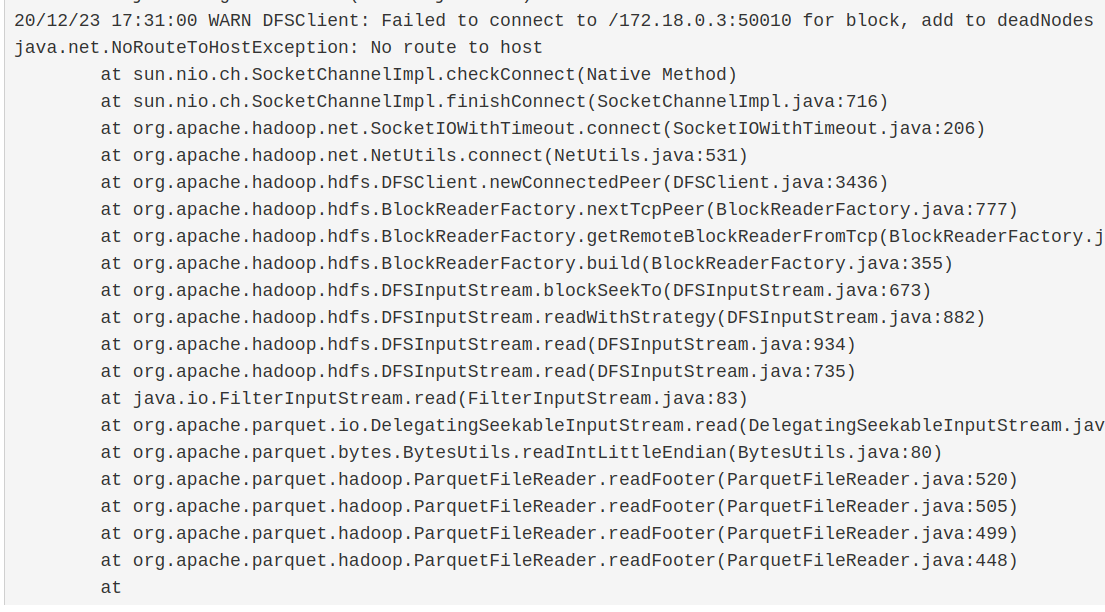 20/12/23 17:31:00 WARN DFSClient: Failed to connect to /172.18.0.3:50010 for block, add to deadNodes
java.net.NoRouteToHostException: No route to host
at sun.nio.ch.SocketChannelImpl.checkConnect(Native Method)
at sun.nio.ch.SocketChannelImpl.finishConnect(SocketChannelImpl.java:716)
at org.apache.hadoop.net.SocketIOWithTimeout.connect(SocketIOWithTimeout.java:206)
at org.apache.hadoop.net.NetUtils.connect(NetUtils.java:531)
at org.apache.hadoop.hdfs.DFSClient.newConnectedPeer(DFSClient.java:3436)
at org.apache.hadoop.hdfs.BlockReaderFactory.nextTcpPeer(BlockReaderFactory.java:777)
at org.apache.hadoop.hdfs.BlockReaderFactory.getRemoteBlockReaderFromTcp(BlockReaderFactory.j
at org.apache.hadoop.hdfs.BlockReaderFactory.build(BlockReaderFactory.java:355)
at org.apache.hadoop.hdfs.DFSInputStream.blockSeekTo(DFSInputStream.java:673)
at org.apache.hadoop.hdfs.DFSInputStream.readWithStrategy(DFSInputStream.java:882)
at org.apache.hadoop.hdfs.DFSInputStream.read(DFSInputStream.java:934)
at org.apache.hadoop.hdfs.DFSInputStream.read(DFSInputStream.java:735)
at java.io.FilterInputStream.read(FilterInputStream.java:83)
at org.apache.parquet.io.DelegatingSeekableInputStream.read(DelegatingSeekableInputStream.jav
at org.apache.parquet.bytes.BytesUtils.readIntLittleEndian(BytesUtils.java:80)
at org.apache.parquet.hadoop.ParquetFileReader.readFooter(ParquetFileReader.java:520)
at org.apache.parquet.hadoop.ParquetFileReader.readFooter(ParquetFileReader.java:505)
at org.apache.parquet.hadoop.ParquetFileReader.readFooter(ParquetFileReader.java:499)
at org.apache.parquet.hadoop.ParquetFileReader.readFooter(ParquetFileReader.java:448)
at